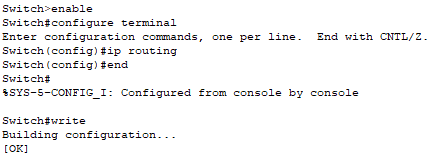 Switch>enable
Switch#configure terminal
Enter configuration commands, one per line.  End with CNTL/Z.
Switch(config)#ip routing
Switch(config)#end
Switch#
%SYS-5-CONFIG_I: Configured from console by console

Switch#write
Building configuration...
[OK]